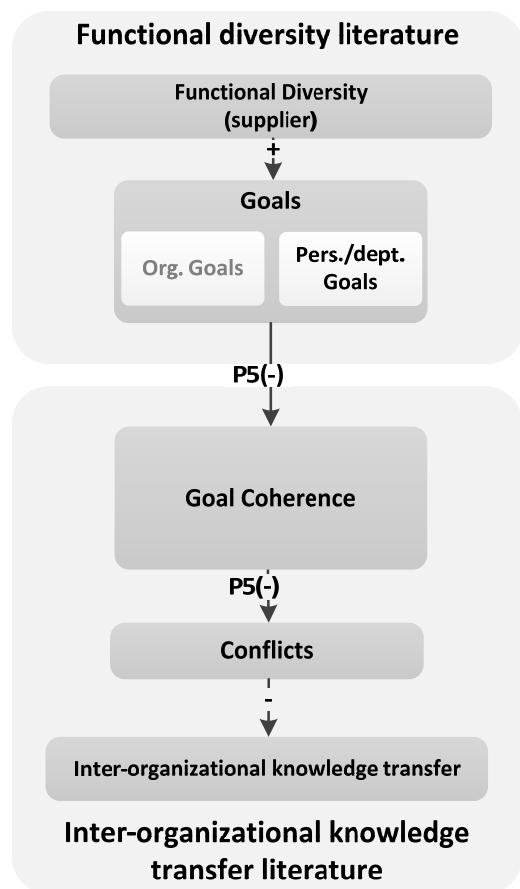 Functional diversity literature
Functional Diversity
(supplier)
+
Goals
Org. Goals
Pers./dept.
Goals
P5(-)
Goal Coherence
P5(-)
Conflicts
-
Inter-organizational knowledge transfer
Inter-organizational knowledge
transfer literature